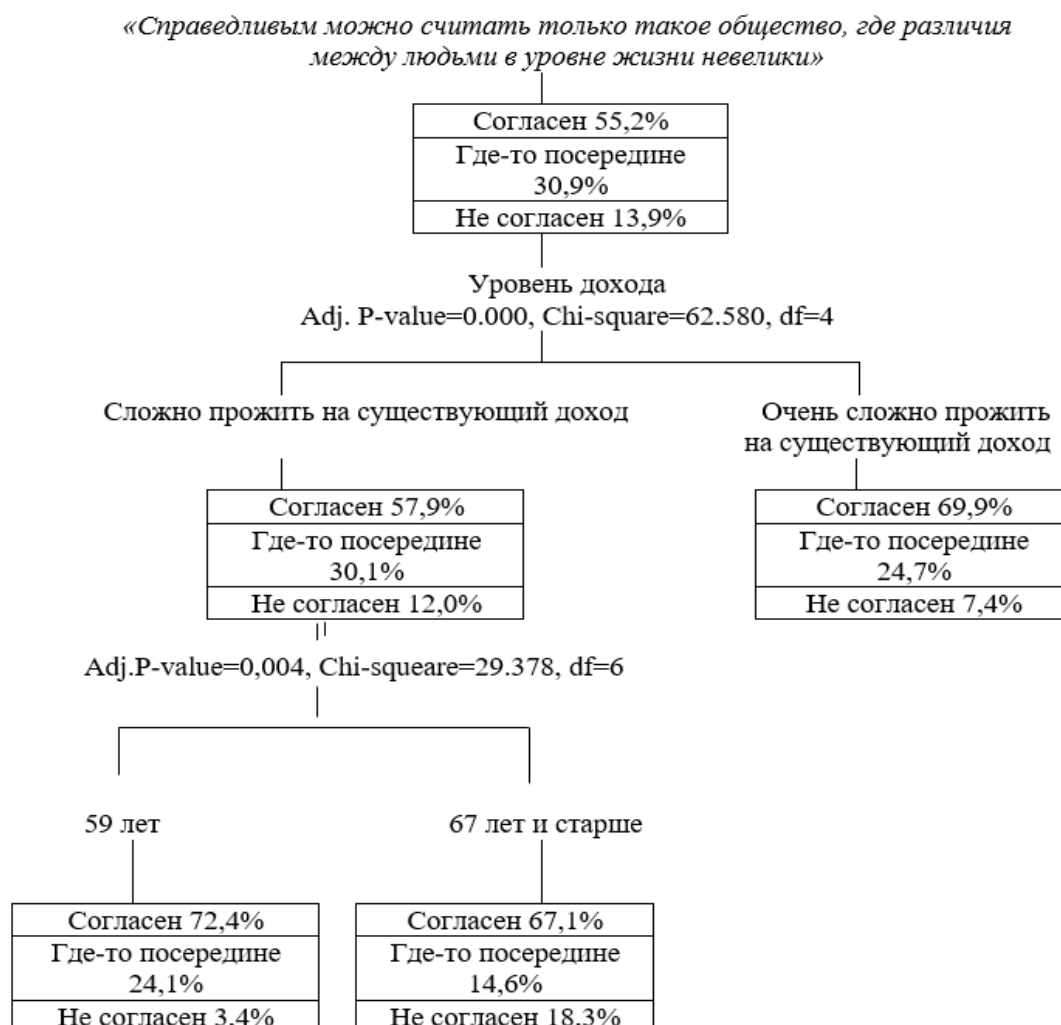 «Справедливым можно считать только такое общество, где различия
между людьми в уровне жизни невелики»
Согласен 55,2%
Где-то посередине
30,9%
Не согласен 13,9%
Уровень дохода
Adj. P-value=0.000, Chi-square=62.580, df=4
Сложно прожить на существующий доход
Очень сложно прожить
на существующий доход
Согласен 57,9%
Где-то посередине
30,1%
Не согласен 12,0%
Согласен 69,9%
Где-то посередине
24,7%
Не согласен 7,4%
Adj.P-value=0,004, Chi-squeare=29.378, df=6
59 лет
67 лет и старше
Согласен 72,4%
Где-то посередине
24,1%
Не согласен 3,4%
Согласен 67,1%
Где-то посередине
14,6%
Не согласен 18,3%